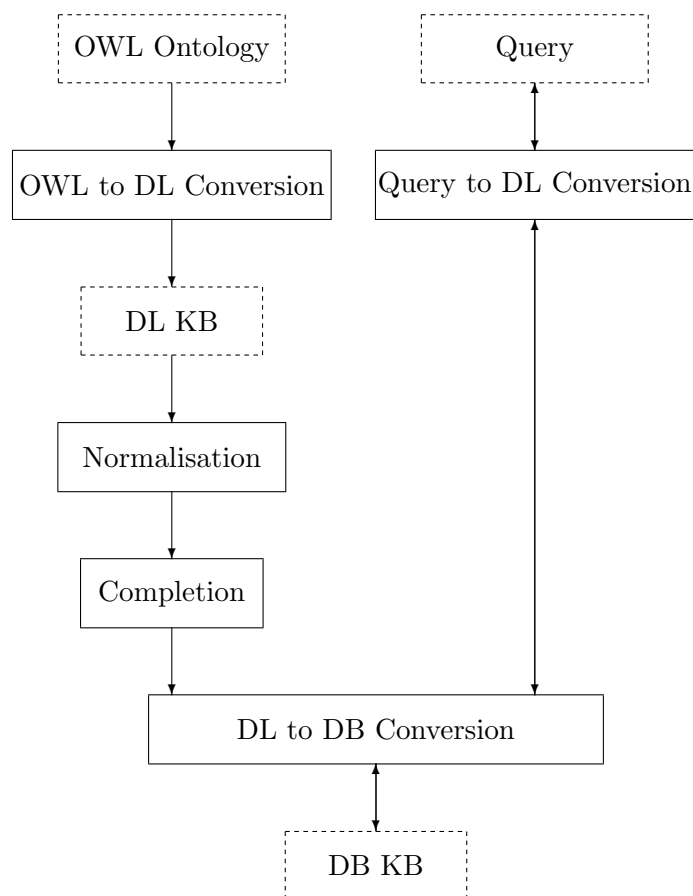 OWL Ontology
Query
OWL to DL Conversion
Query to DL Conversion
DL KB
Normalisation
Completion
DL to DB Conversion
DB KB